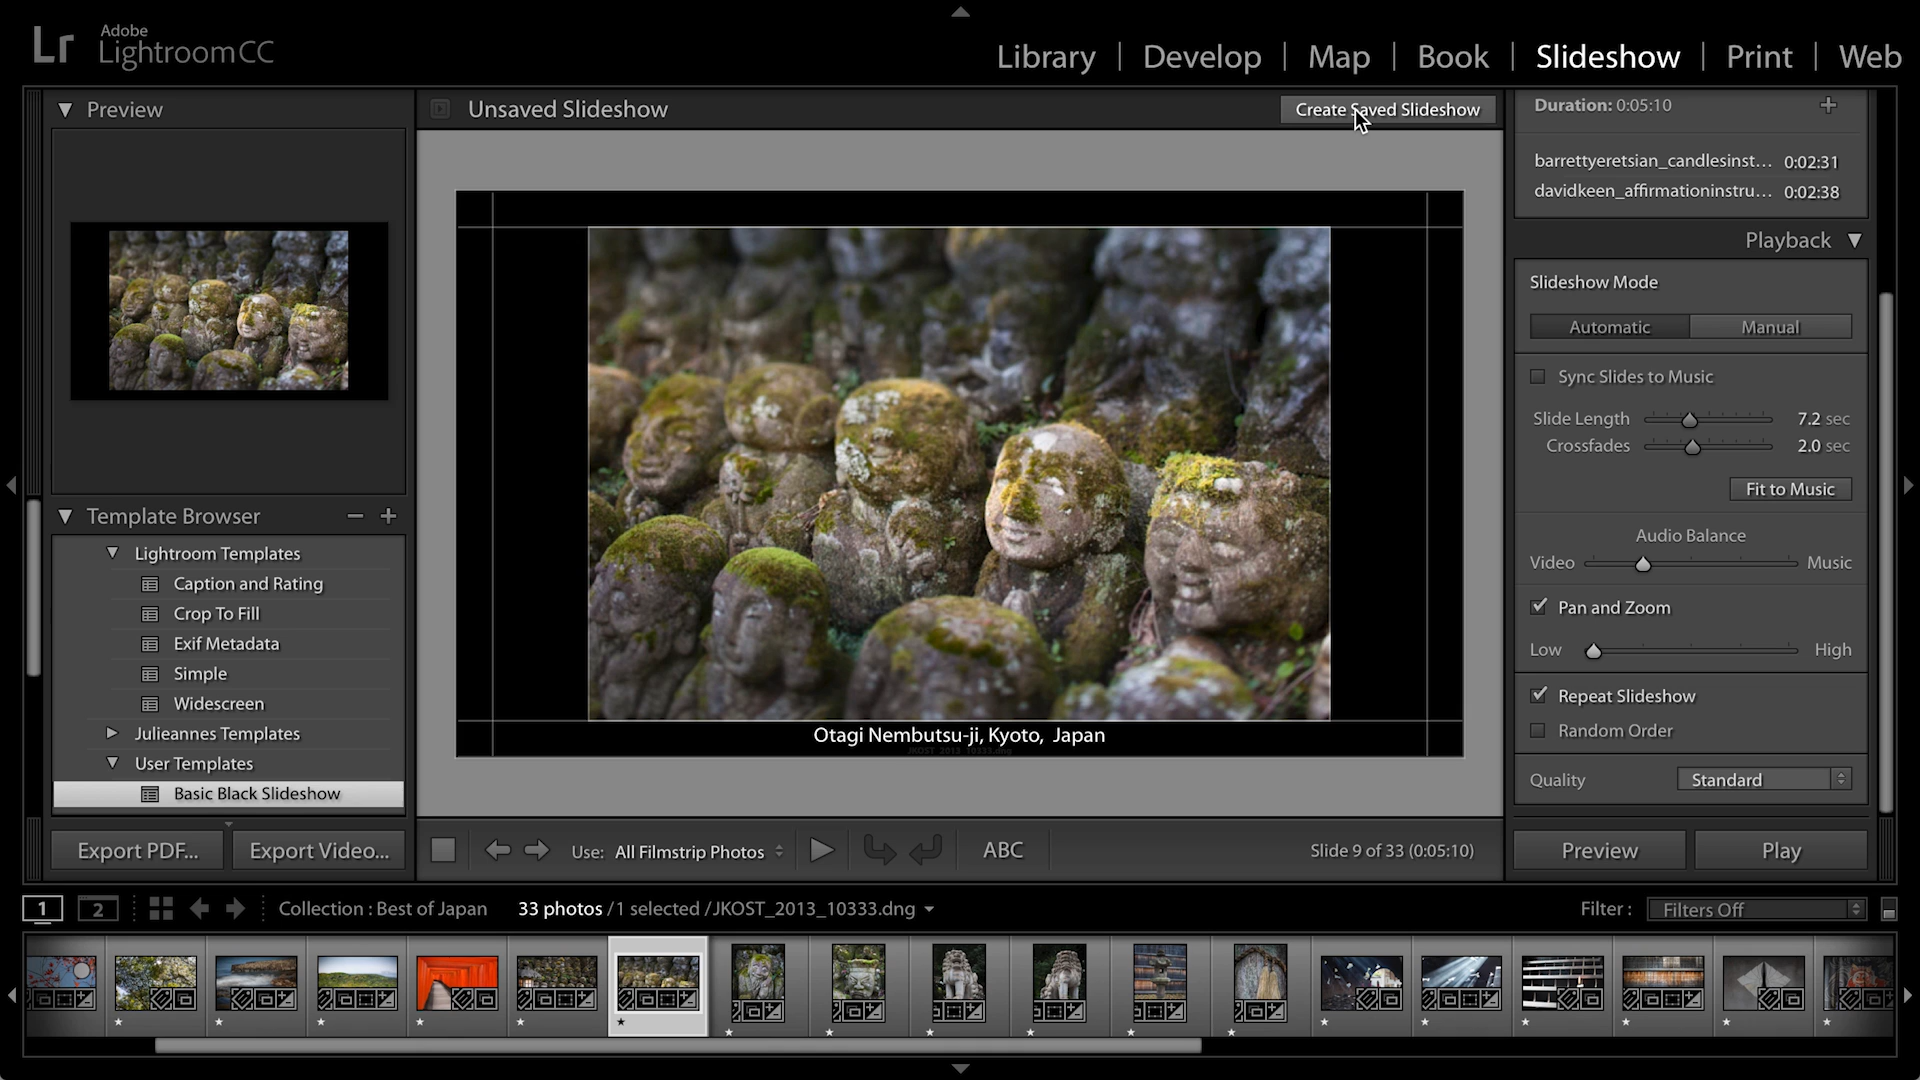 Lr Adobe
Lightroom CC
Library | Develop | Map | Book | Slideshow | Print | Web
Preview
Unsaved Slideshow
Create Saved Slideshow
Otagi Nembutsu-ji, Kyoto, Japan
JKOST_2013_10333.dng
Template Browser
Lightroom Templates
Caption and Rating
Crop To Fill
Exif Metadata
Simple
Widescreen
Julieannes Templates
User Templates
Basic Black Slideshow
Export PDF...
Export Video...
Use: All Filmstrip Photos
ABC
Slide 9 of 33 (0:05:10)
Duration: 0:05:10
barrettyeretsian_candlesinst... 0:02:31
davidkeen_affirmationinstru... 0:02:38
Playback
Slideshow Mode
Automatic
Manual
Sync Slides to Music
Slide Length 7.2 sec
Crossfades 2.0 sec
Fit to Music
Audio Balance
Video Music
Pan and Zoom
Low High
Repeat Slideshow
Random Order
Quality Standard
Preview
Play
1 2
Collection : Best of Japan 33 photos / 1 selected / JKOST_2013_10333.dng
Filter : Filters Off